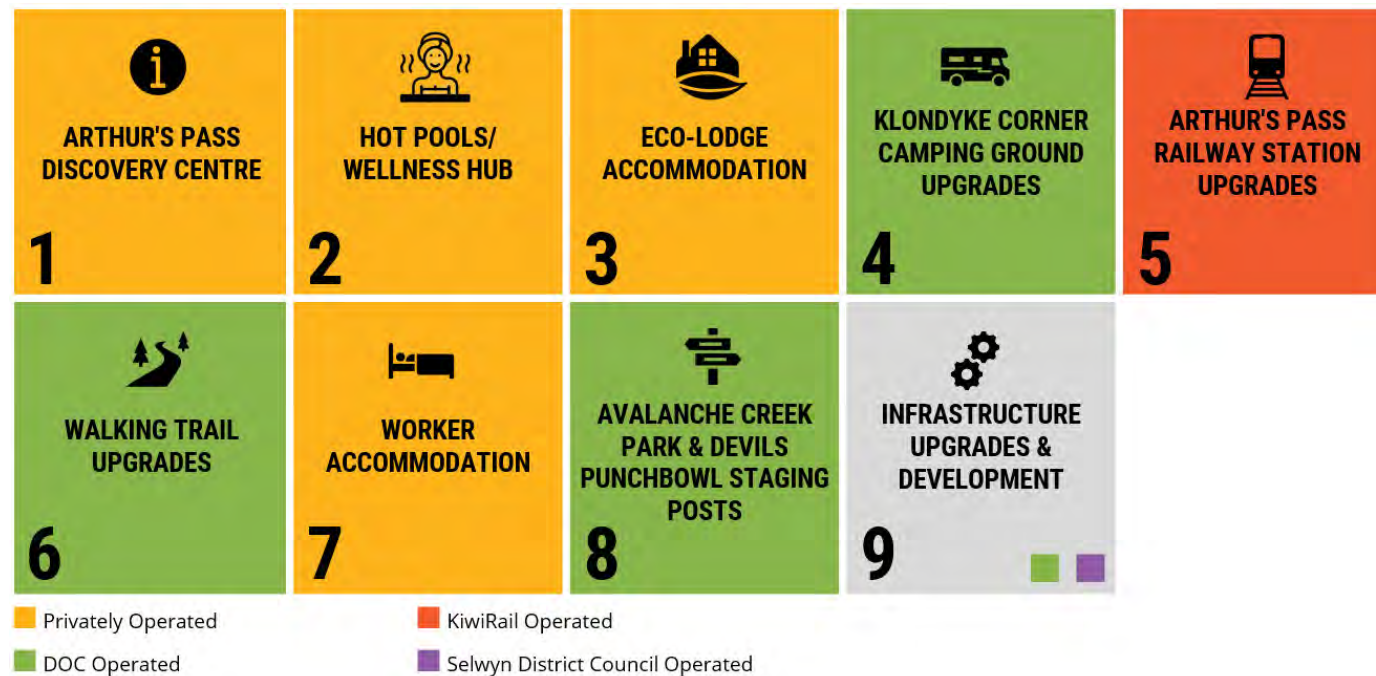 ARTHUR'S PASS
DISCOVERY CENTRE
1
HOT POOLS/
WELLNESS HUB
2
ECO-LODGE
ACCOMMODATION
3
KLONDYKE CORNER
CAMPING GROUND
UPGRADES
4
ARTHUR'S PASS
RAILWAY STATION
UPGRADES
5
WALKING TRAIL
UPGRADES
6
WORKER
ACCOMMODATION
7
AVALANCHE CREEK
PARK & DEVILS
PUNCHBOWL STAGING
POSTS
8
INFRASTRUCTURE
UPGRADES &
DEVELOPMENT
9
Privately Operated
KiwiRail Operated
DOC Operated
Selwyn District Council Operated